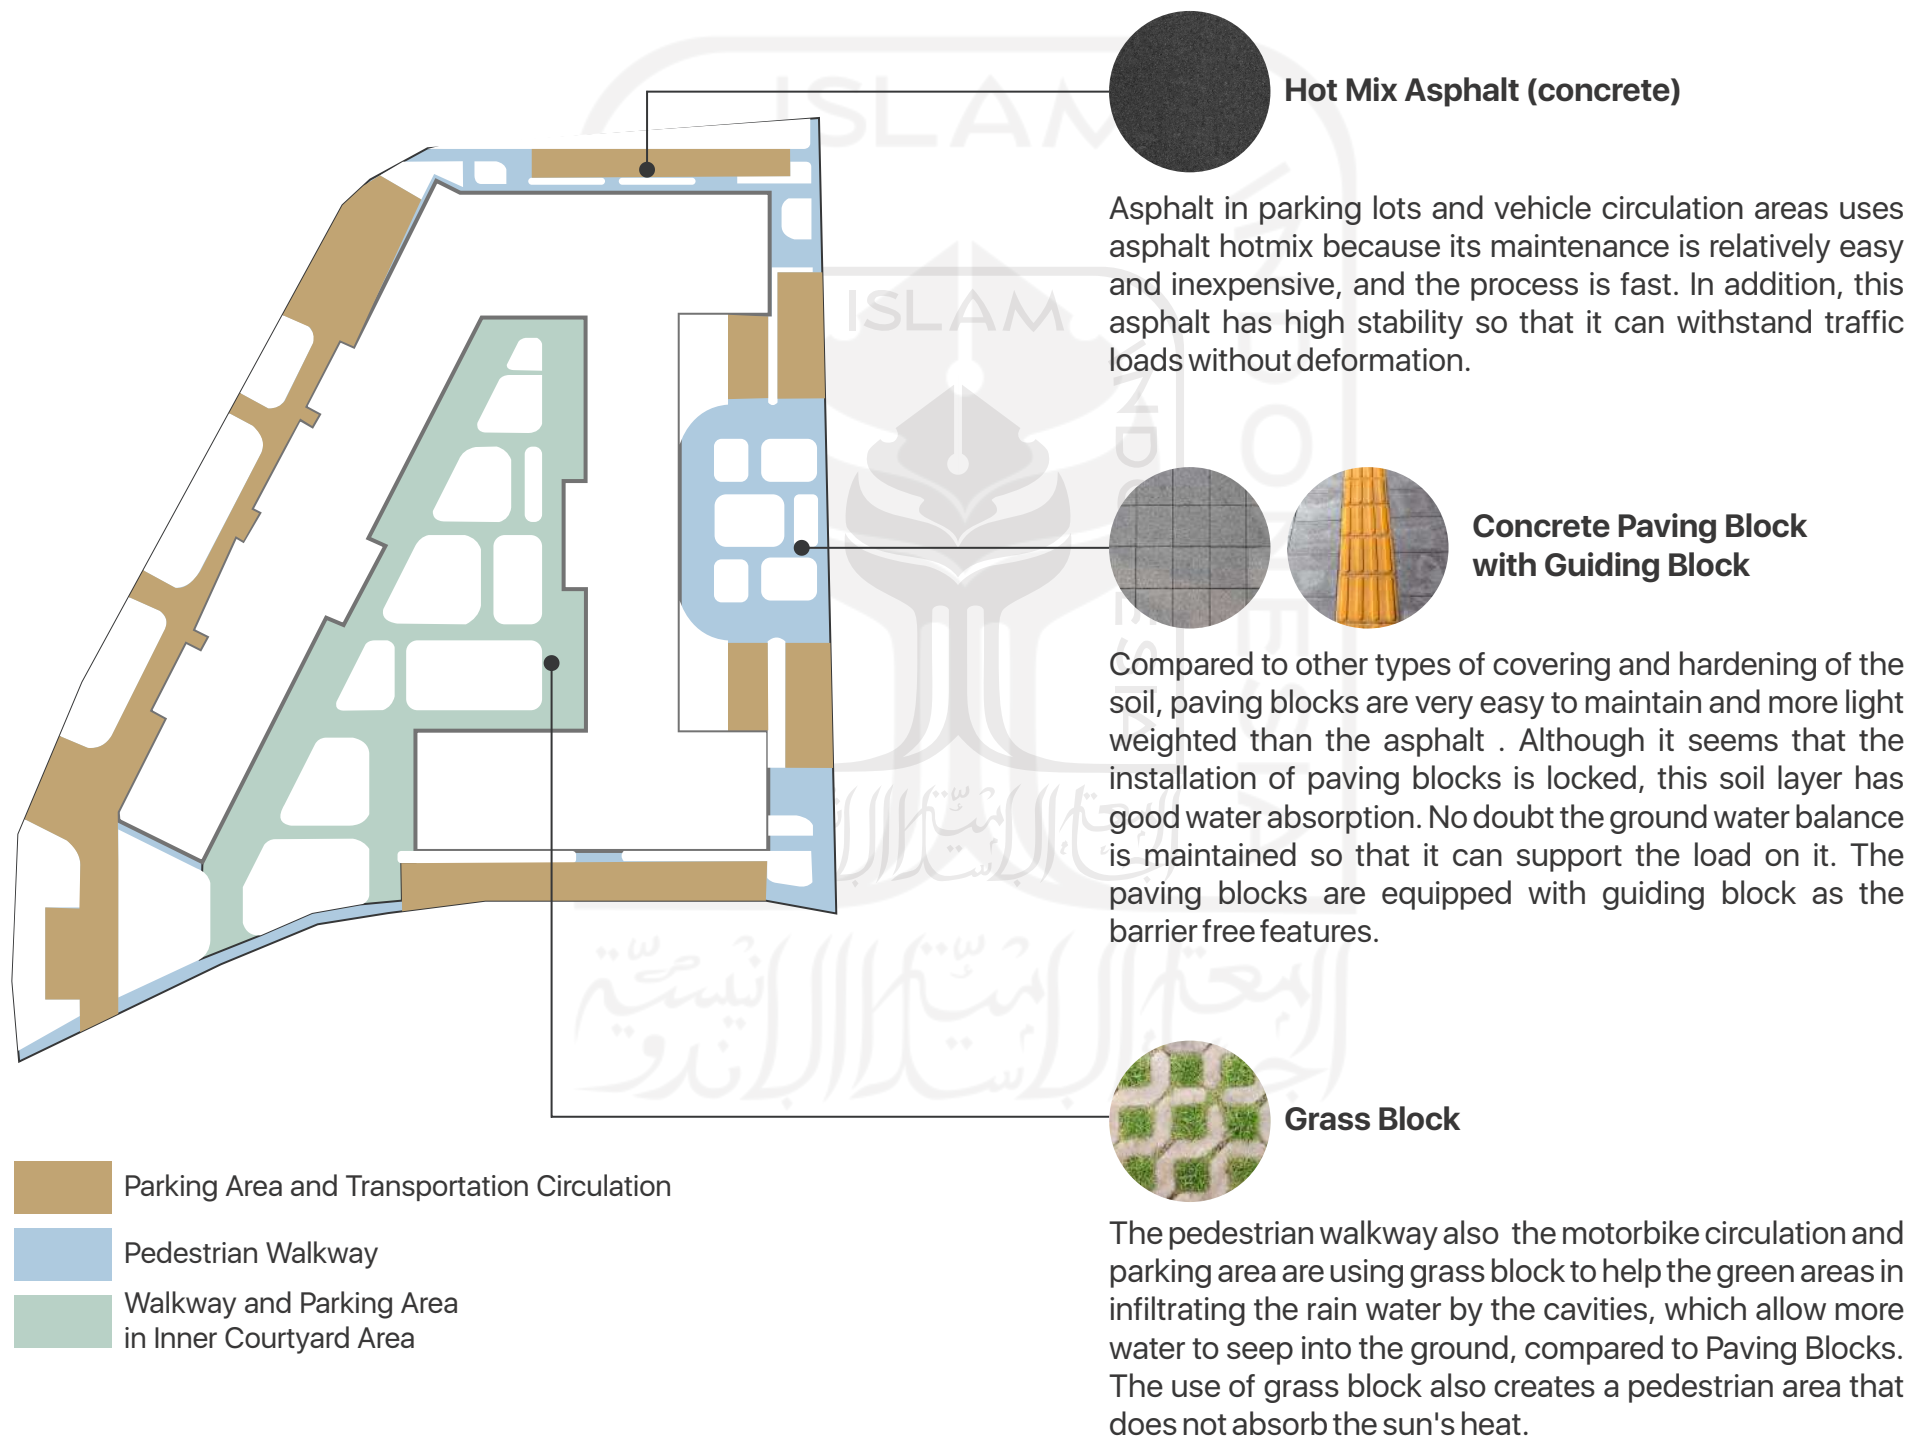 Hot Mix Asphalt (concrete)
Asphalt in parking lots and vehicle circulation areas uses
asphalt hotmix because its maintenance is relatively easy
and inexpensive, and the process is fast. In addition, this
asphalt has high stability so that it can withstand traffic
loads without deformation.
Concrete Paving Block
with Guiding Block
Compared to other types of covering and hardening of the
soil, paving blocks are very easy to maintain and more light
weighted than the asphalt . Although it seems that the
installation of paving blocks is locked, this soil layer has
good water absorption. No doubt the ground water balance
is maintained so that it can support the load on it. The
paving blocks are equipped with guiding block as the
barrier free features.
Grass Block
The pedestrian walkway also the motorbike circulation and
parking area are using grass block to help the green areas in
infiltrating the rain water by the cavities, which allow more
water to seep into the ground, compared to Paving Blocks.
The use of grass block also creates a pedestrian area that
does not absorb the sun's heat.
Parking Area and Transportation Circulation
Pedestrian Walkway
Walkway and Parking Area
in Inner Courtyard Area
ISLAM
INDONESIA
ISLAM
INDONESIA